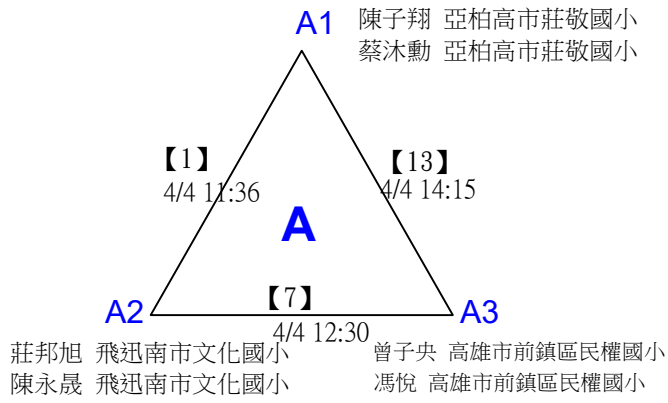 A1
陳子翔 亞柏高市莊敬國小
蔡沐勳 亞柏高市莊敬國小
【1】
4/4 11:36
【13】
4/4 14:15
A
【7】
4/4 12:30
A2
A3
莊邦旭 飛迅南市文化國小
陳永晟 飛迅南市文化國小
曾子央 高雄市前鎮區民權國小
馮悅 高雄市前鎮區民權國小